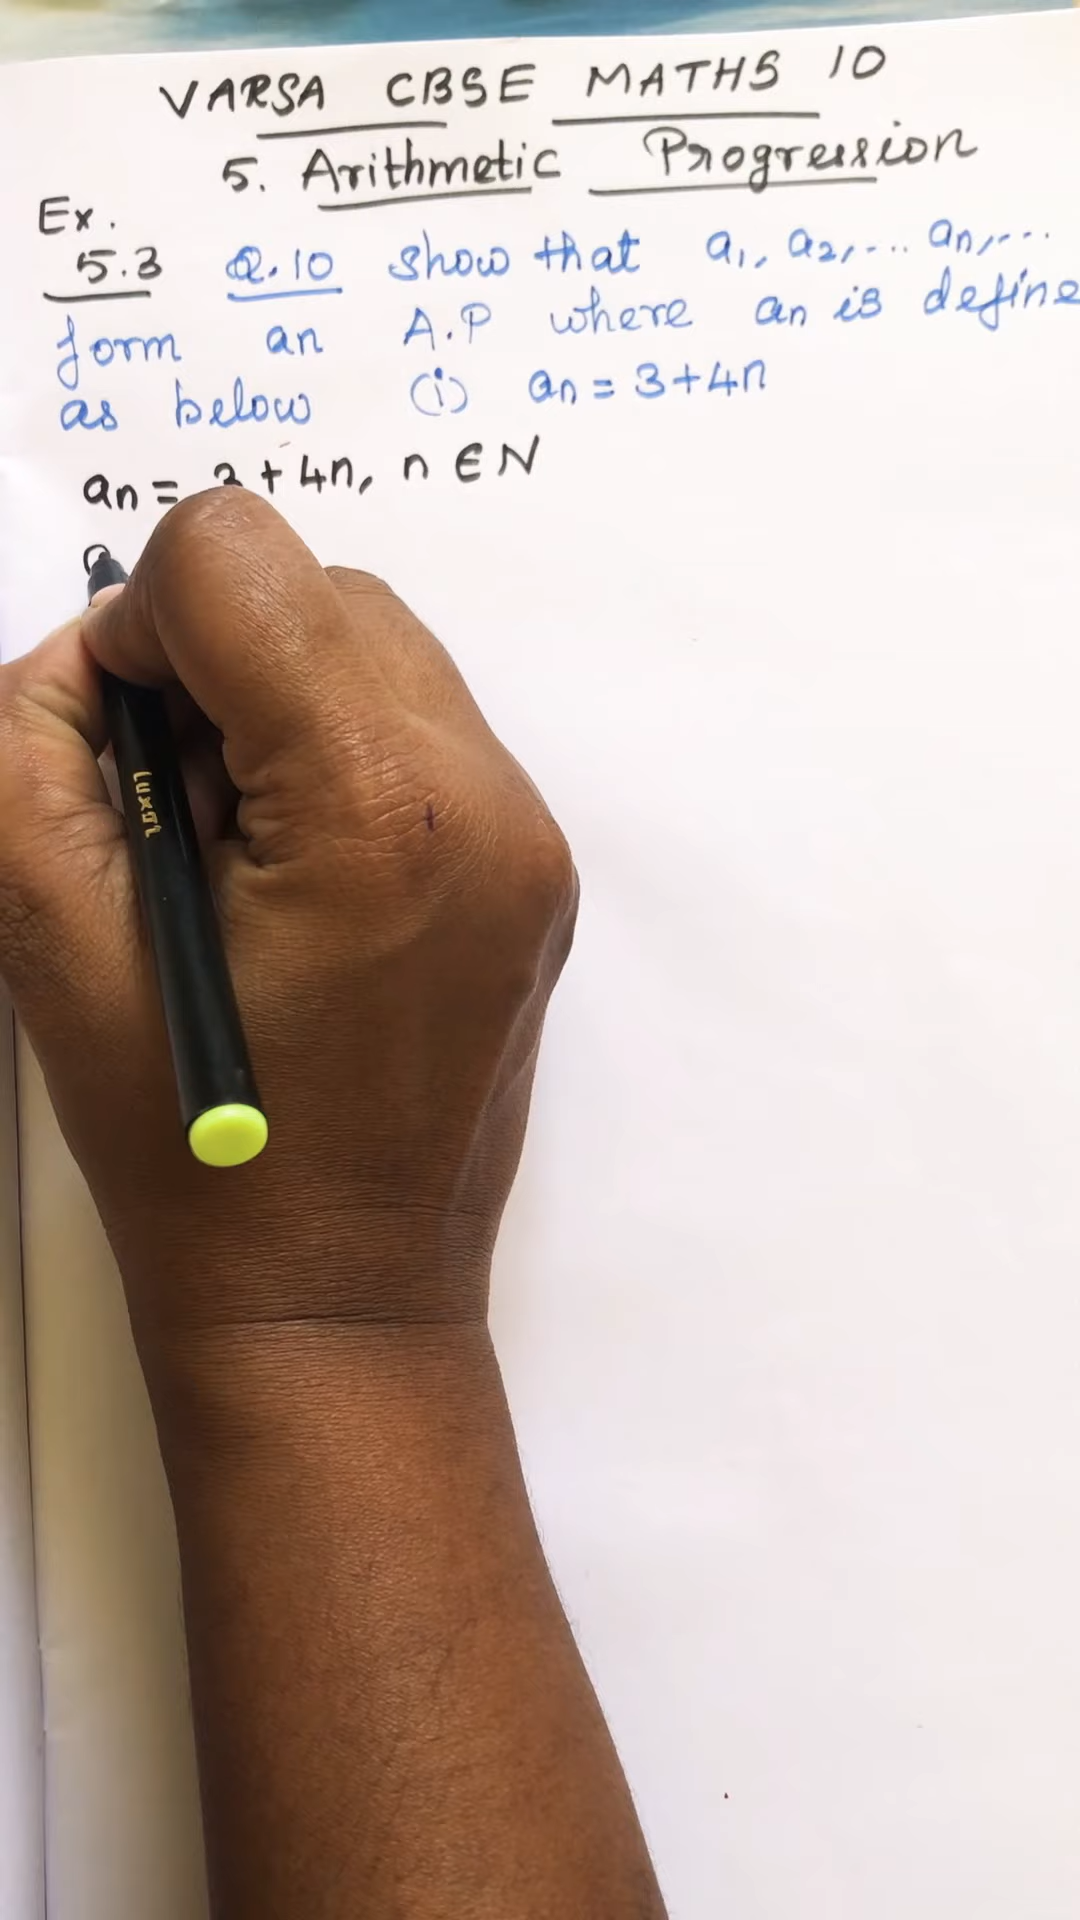 VARSA CBSE MATHS 10
5. Arithmetic Progression
Ex.
5.3 Q.10 show that a1, a2,... an,...
form an A.P where an is define
as below (i) an = 3+4n
an = 3 + 4n, n ∈ N
LUXOR